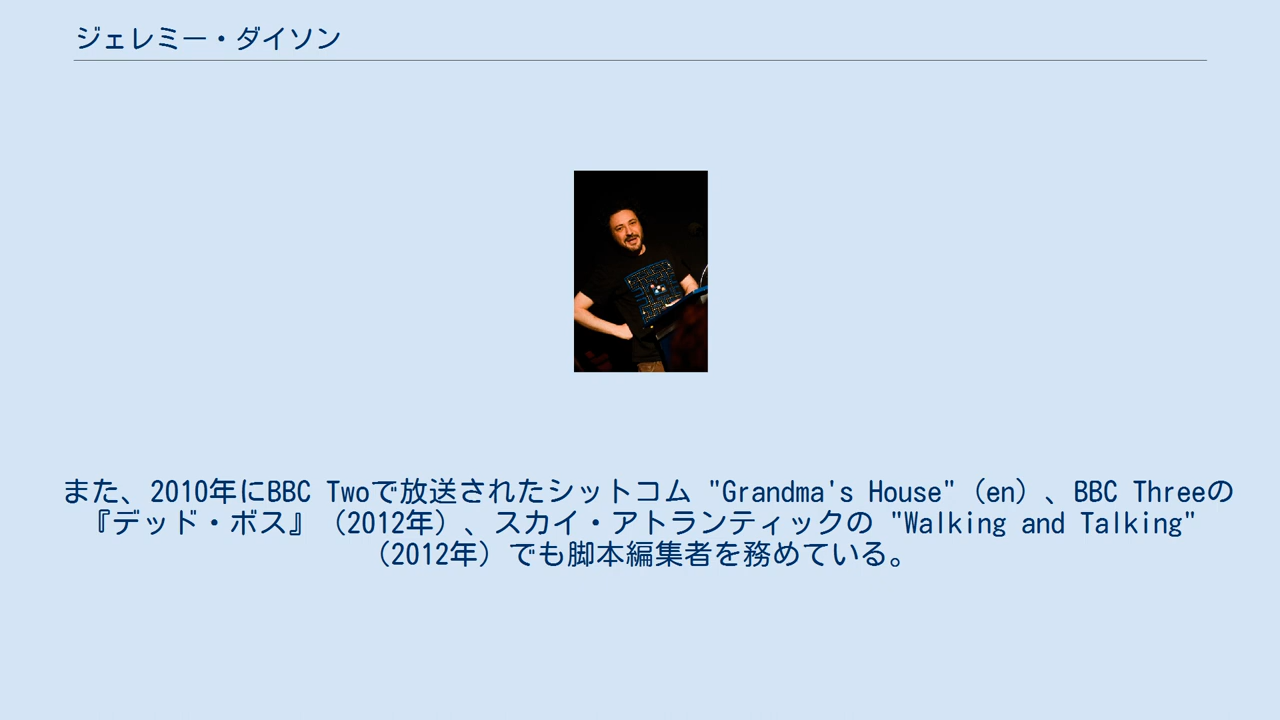 ジェレミー・ダイソン
また、2010年にBBC Twoで放送されたシットコム "Grandma's House"（en）、BBC Threeの
『デッド・ボス』（2012年）、スカイ・アトランティックの "Walking and Talking"
（2012年）でも脚本編集者を務めている。